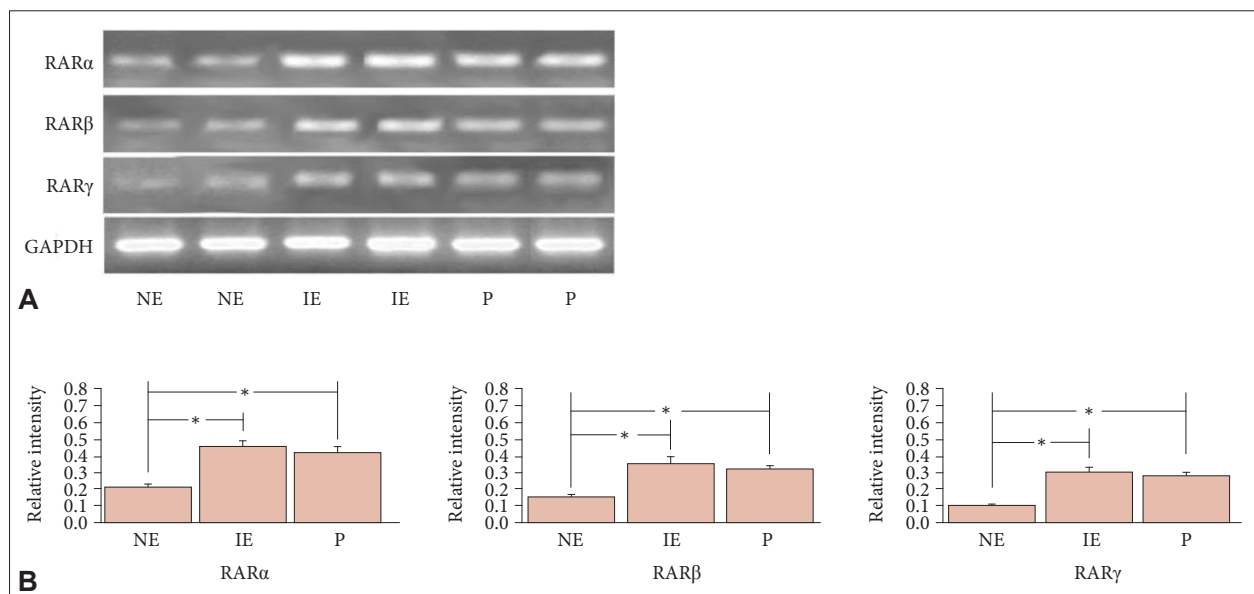 RARα
RARβ
RARγ
GAPDH
A
NE NE IE IE P P
Relative intensity
0.8
0.7
0.6
0.5
0.4
0.3
0.2
0.1
0.0
*
*
NE IE P
RARα
Relative intensity
0.8
0.7
0.6
0.5
0.4
0.3
0.2
0.1
0.0
*
*
NE IE P
RARβ
Relative intensity
0.8
0.7
0.6
0.5
0.4
0.3
0.2
0.1
0.0
*
*
NE IE P
RARγ
B